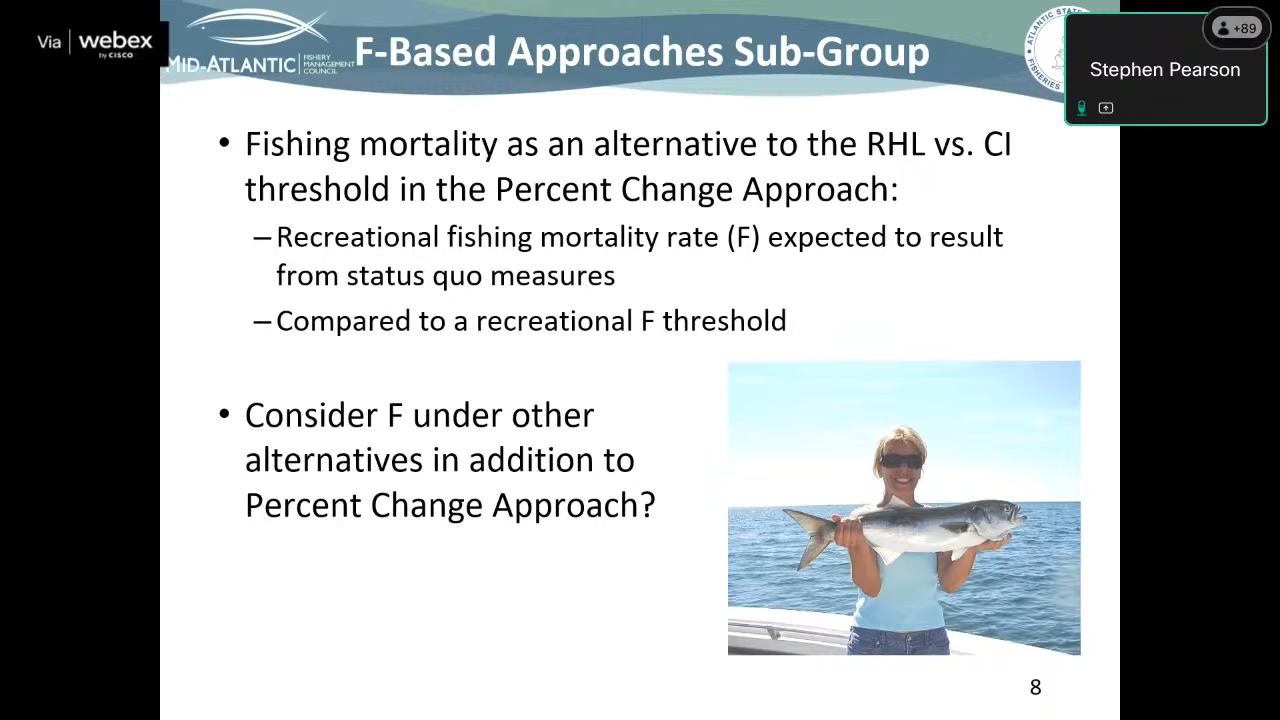 Via webex
by CISCO
MID-ATLANTIC FISHERY
MANAGEMENT
COUNCIL
F-Based Approaches Sub-Group
ATLANTIC STATE
FISHERIES
+89
Stephen Pearson
• Fishing mortality as an alternative to the RHL vs. CI
threshold in the Percent Change Approach:
–Recreational fishing mortality rate (F) expected to result
from status quo measures
–Compared to a recreational F threshold
• Consider F under other
alternatives in addition to
Percent Change Approach?
8